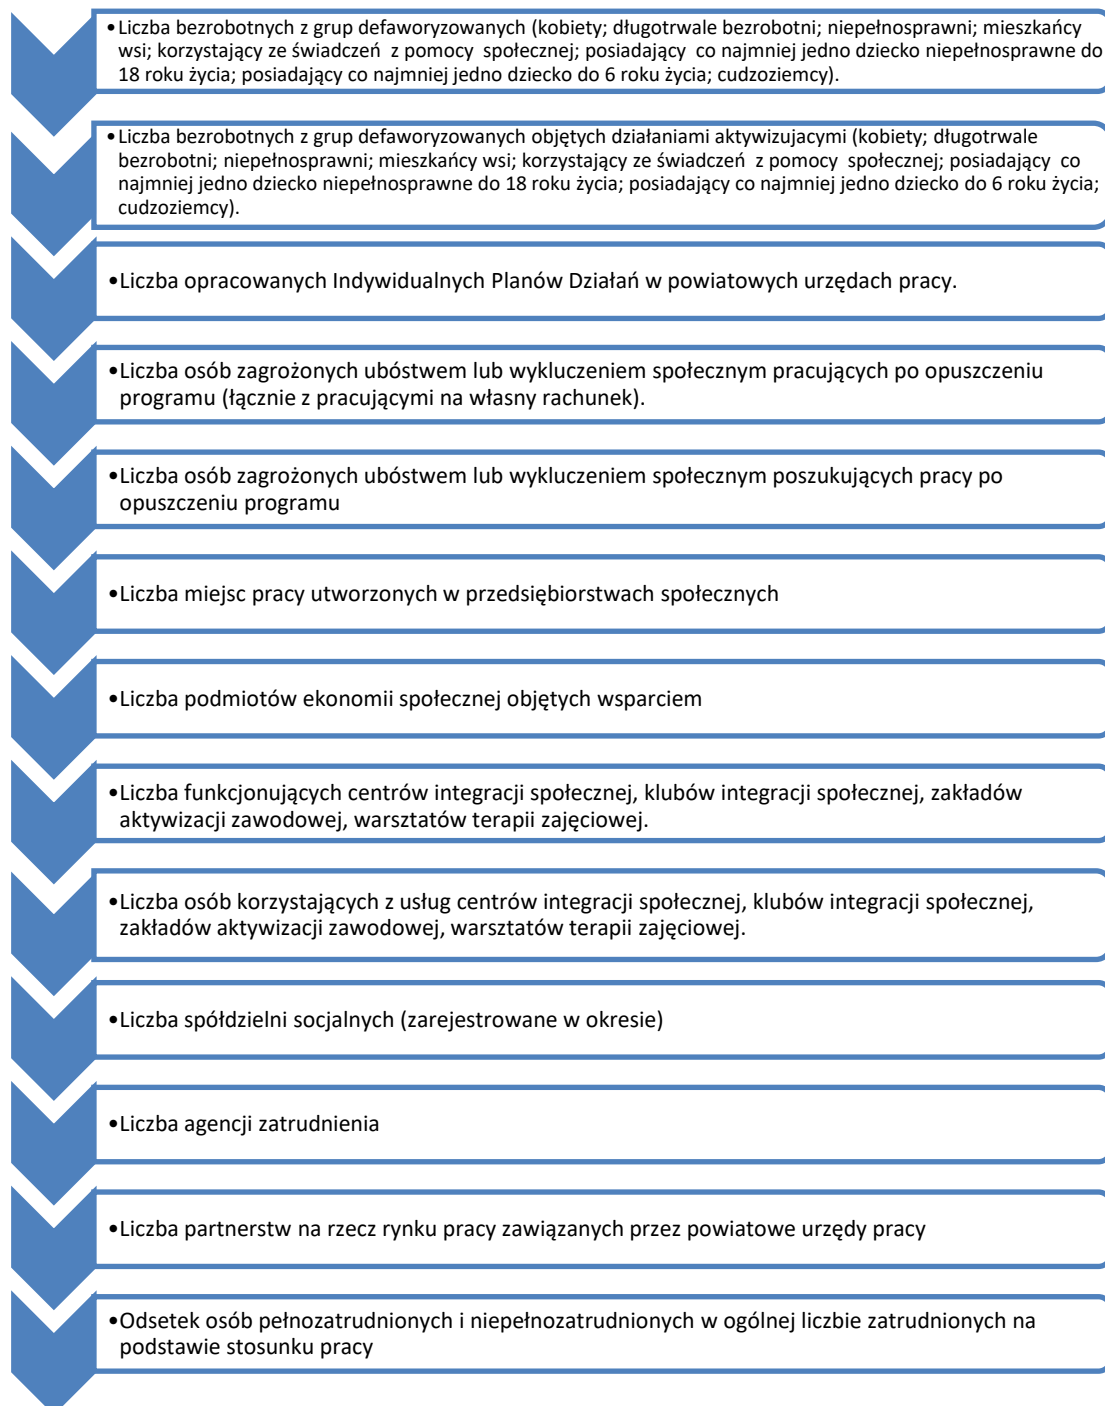 •Liczba bezrobotnych z grup defaworyzowanych (kobiety; długotrwale bezrobotni; niepełnosprawni; mieszkańcy
wsi; korzystający ze świadczeń z pomocy społecznej; posiadający co najmniej jedno dziecko niepełnosprawne do
18 roku życia; posiadający co najmniej jedno dziecko do 6 roku życia; cudzoziemcy).
•Liczba bezrobotnych z grup defaworyzowanych objętych działaniami aktywizujacymi (kobiety; długotrwale
bezrobotni; niepełnosprawni; mieszkańcy wsi; korzystający ze świadczeń z pomocy społecznej; posiadający co
najmniej jedno dziecko niepełnosprawne do 18 roku życia; posiadający co najmniej jedno dziecko do 6 roku życia;
cudzoziemcy).
•Liczba opracowanych Indywidualnych Planów Działań w powiatowych urzędach pracy.
•Liczba osób zagrożonych ubóstwem lub wykluczeniem społecznym pracujących po opuszczeniu
programu (łącznie z pracującymi na własny rachunek).
•Liczba osób zagrożonych ubóstwem lub wykluczeniem społecznym poszukujących pracy po
opuszczeniu programu
•Liczba miejsc pracy utworzonych w przedsiębiorstwach społecznych
•Liczba podmiotów ekonomii społecznej objętych wsparciem
•Liczba funkcjonujących centrów integracji społecznej, klubów integracji społecznej, zakładów
aktywizacji zawodowej, warsztatów terapii zajęciowej.
•Liczba osób korzystających z usług centrów integracji społecznej, klubów integracji społecznej,
zakładów aktywizacji zawodowej, warsztatów terapii zajęciowej.
•Liczba spółdzielni socjalnych (zarejestrowane w okresie)
•Liczba agencji zatrudnienia
•Liczba partnerstw na rzecz rynku pracy zawiązanych przez powiatowe urzędy pracy
•Odsetek osób pełnozatrudnionych i niepełnozatrudnionych w ogólnej liczbie zatrudnionych na
podstawie stosunku pracy